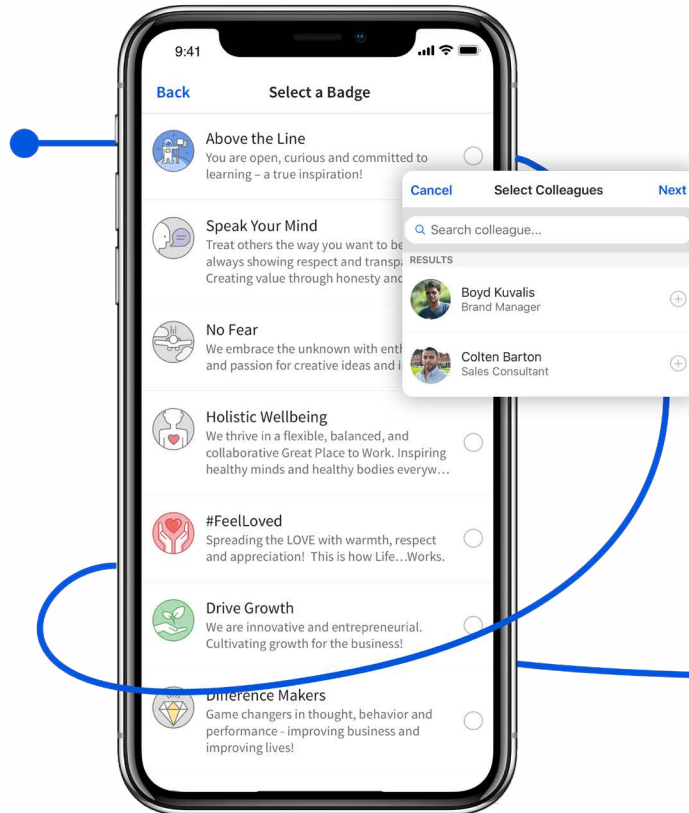 9:41
Back
Select a Badge
Above the Line
You are open, curious and committed to
learning – a true inspiration!
Speak Your Mind
Treat others the way you want to be
always showing respect and
Creating value through honesty and
No Fear
We embrace the unknown with
and passion for creative ideas and
Holistic Wellbeing
We thrive in a flexible, balanced, and
collaborative Great Place to Work. Inspiring
healthy minds and healthy bodies everyw...
#FeelLoved
Spreading the LOVE with warmth, respect
and appreciation! This is how Life...Works.
Drive Growth
We are innovative and entrepreneurial.
Cultivating growth for the business!
Difference Makers
Game changers in thought, behavior and
performance - improving business and
improving lives!
Cancel
Select Colleagues
Next
Search colleague...
RESULTS
Boyd Kuvalis
Brand Manager
Colten Barton
Sales Consultant